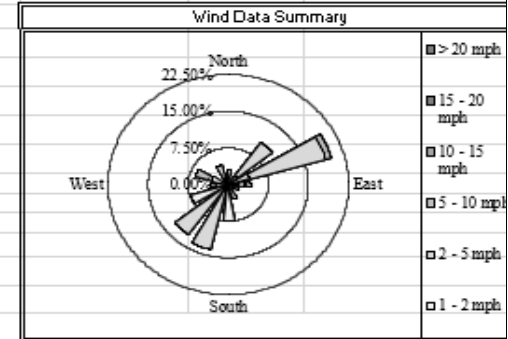 Wind Data Summary
North
22.50%
15.00%
7.50%
West
0.00%
East
South
> 20 mph
15 - 20
mph
10 - 15
mph
5 - 10 mph
2 - 5 mph
1 - 2 mph